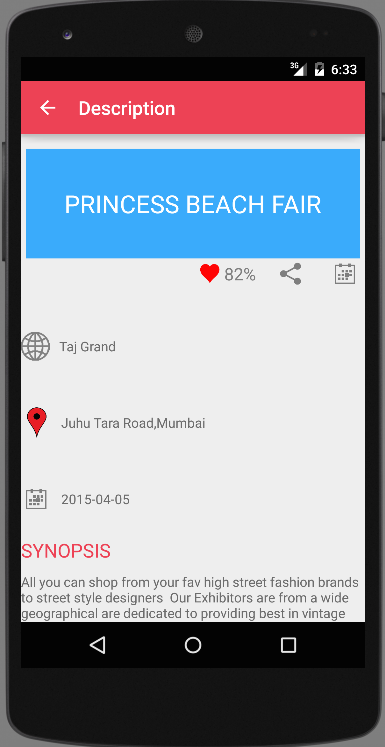 3G 6:33
Description
PRINCESS BEACH FAIR
82%
Taj Grand
Juhu Tara Road,Mumbai
2015-04-05
SYNOPSIS
All you can shop from your fav high street fashion brands
to street style designers  Our Exhibitors are from a wide
geographical are dedicated to providing best in vintage